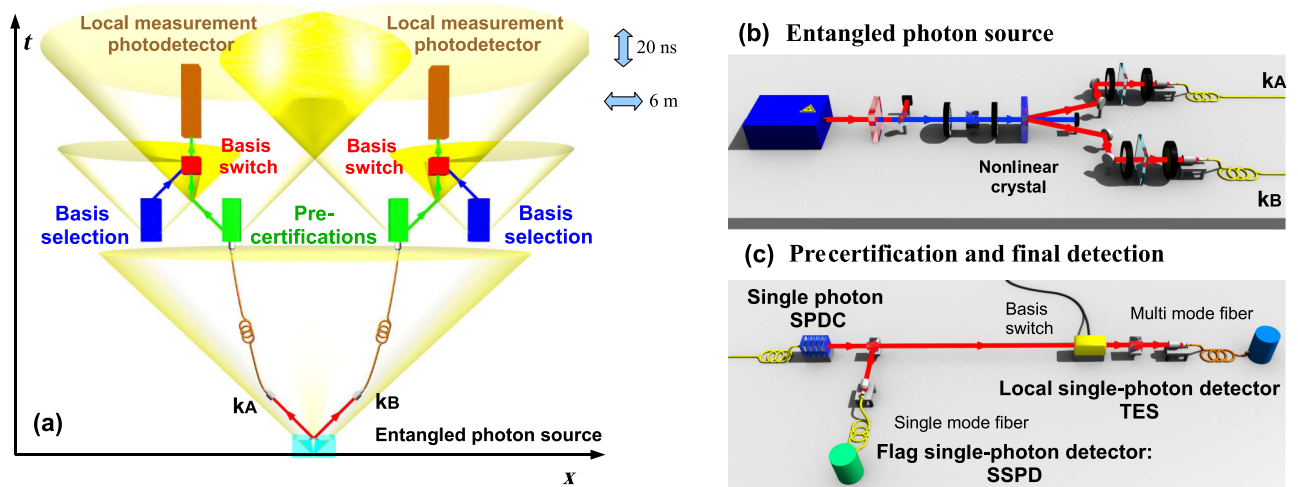 t
Local measurement
photodetector
Local measurement
photodetector
20 ns
6 m
Basis
switch
Basis
switch
Basis
selection
Pre-
certifications
Basis
selection
kA
kB
(a)
Entangled photon source
x
(b) Entangled photon source
kA
Nonlinear
crystal
kB
(c) Precertification and final detection
Single photon
SPDC
Basis
switch
Multi mode fiber
Local single-photon detector
TES
Single mode fiber
Flag single-photon detector:
SSPD